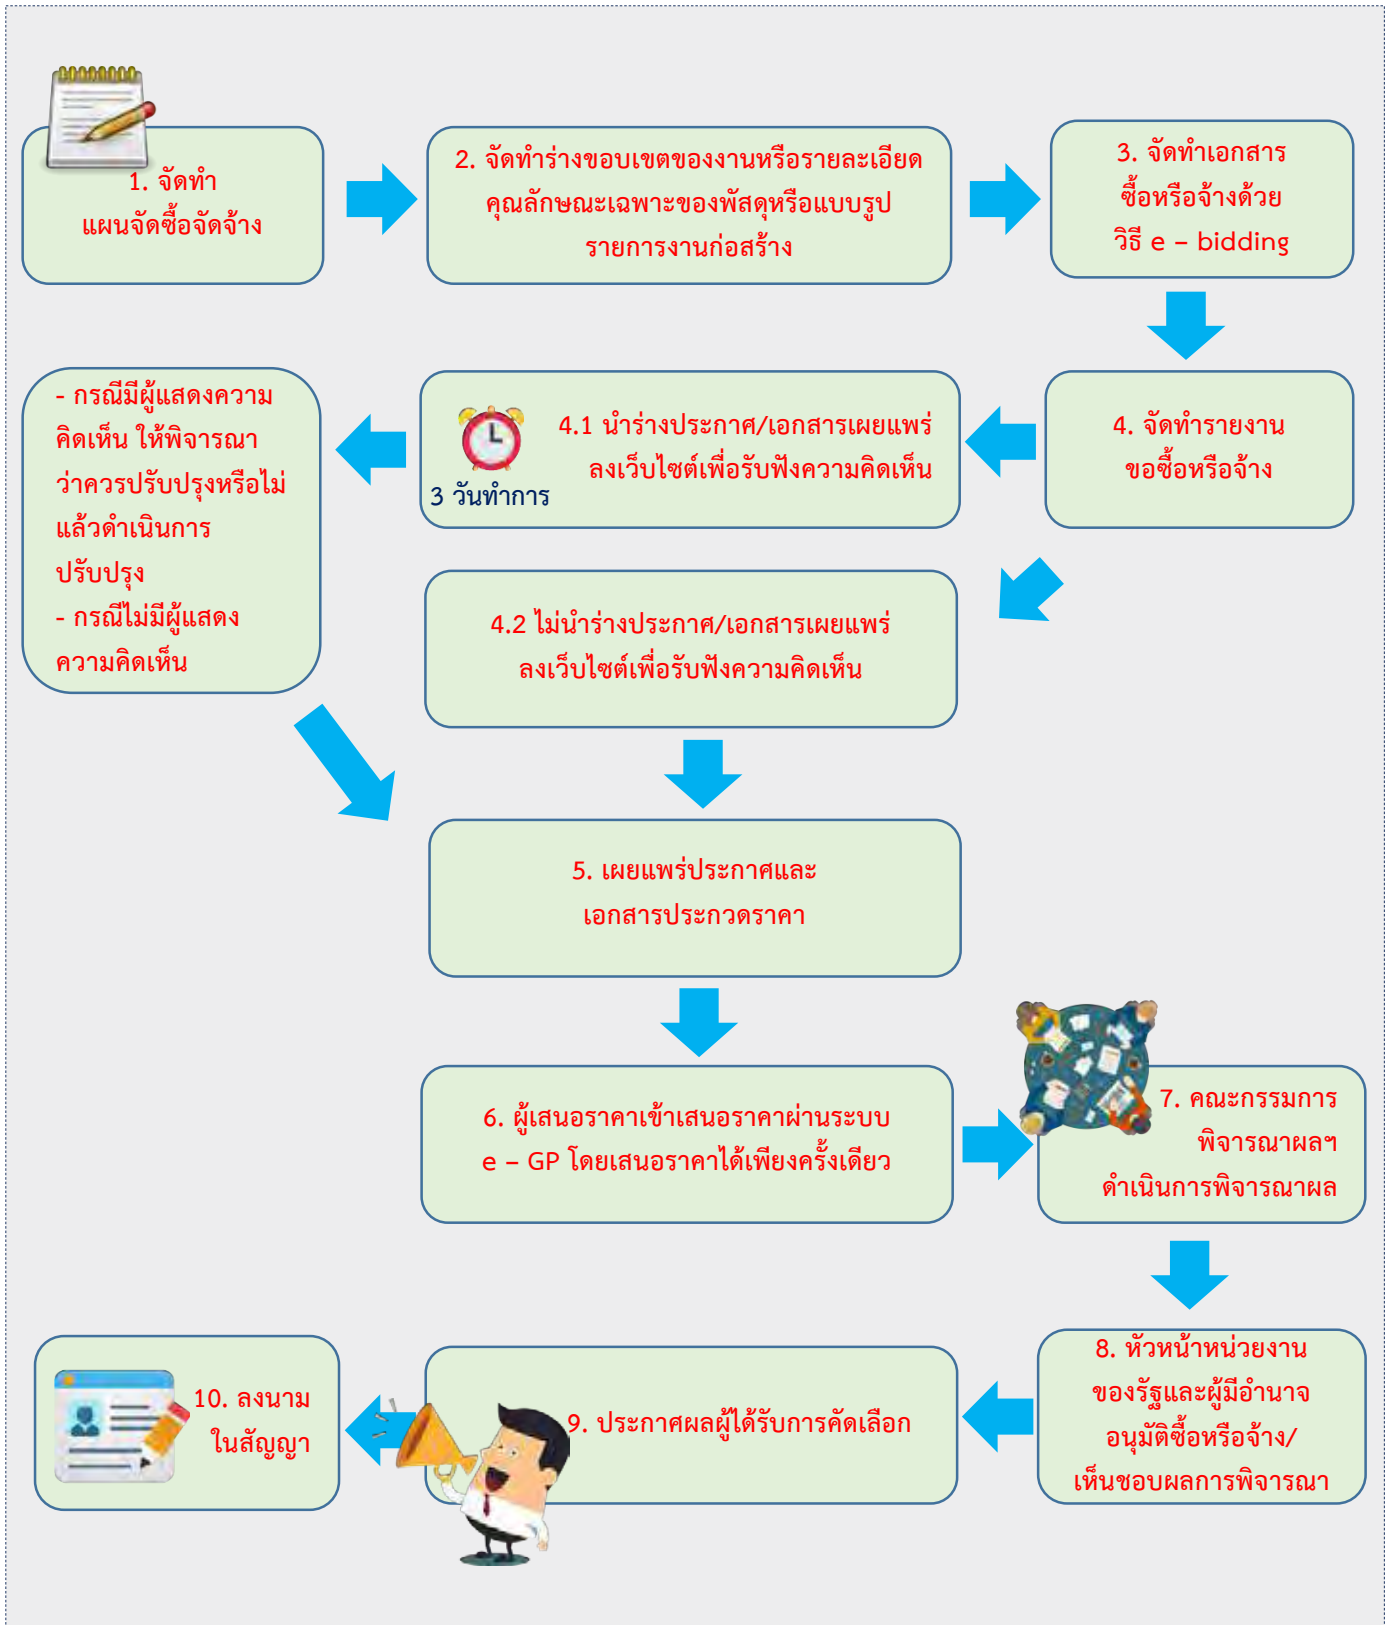 1. จัดทำ
แผนจัดซื้อจัดจ้าง
2. จัดทำร่างขอบเขตของงานหรือรายละเอียด
คุณลักษณะเฉพาะของพัสดุหรือแบบรูป
รายการงานก่อสร้าง
3. จัดทำเอกสาร
ซื้อหรือจ้างด้วย
วิธี e – bidding
4. จัดทำรายงาน
ขอซื้อหรือจ้าง
4.1 นำร่างประกาศ/เอกสารเผยแพร่
ลงเว็บไซต์เพื่อรับฟังความคิดเห็น
3 วันทำการ
- กรณีมีผู้แสดงความ
คิดเห็น ให้พิจารณา
ว่าควรปรับปรุงหรือไม่
แล้วดำเนินการ
ปรับปรุง
- กรณีไม่มีผู้แสดง
ความคิดเห็น
4.2 ไม่นำร่างประกาศ/เอกสารเผยแพร่
ลงเว็บไซต์เพื่อรับฟังความคิดเห็น
5. เผยแพร่ประกาศและ
เอกสารประกวดราคา
6. ผู้เสนอราคาเข้าเสนอราคาผ่านระบบ
e – GP โดยเสนอราคาได้เพียงครั้งเดียว
7. คณะกรรมการ
พิจารณาผลฯ
ดำเนินการพิจารณาผล
8. หัวหน้าหน่วยงาน
ของรัฐและผู้มีอำนาจ
อนุมัติซื้อหรือจ้าง/
เห็นชอบผลการพิจารณา
9. ประกาศผลผู้ได้รับการคัดเลือก
10. ลงนาม
ในสัญญา